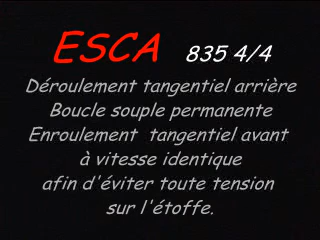 ESCA 835 4/4
Déroulement tangentiel arrière
Boucle souple permanente
Enroulement tangentiel avant
à vitesse identique
afin d'éviter toute tension
sur l'étoffe.